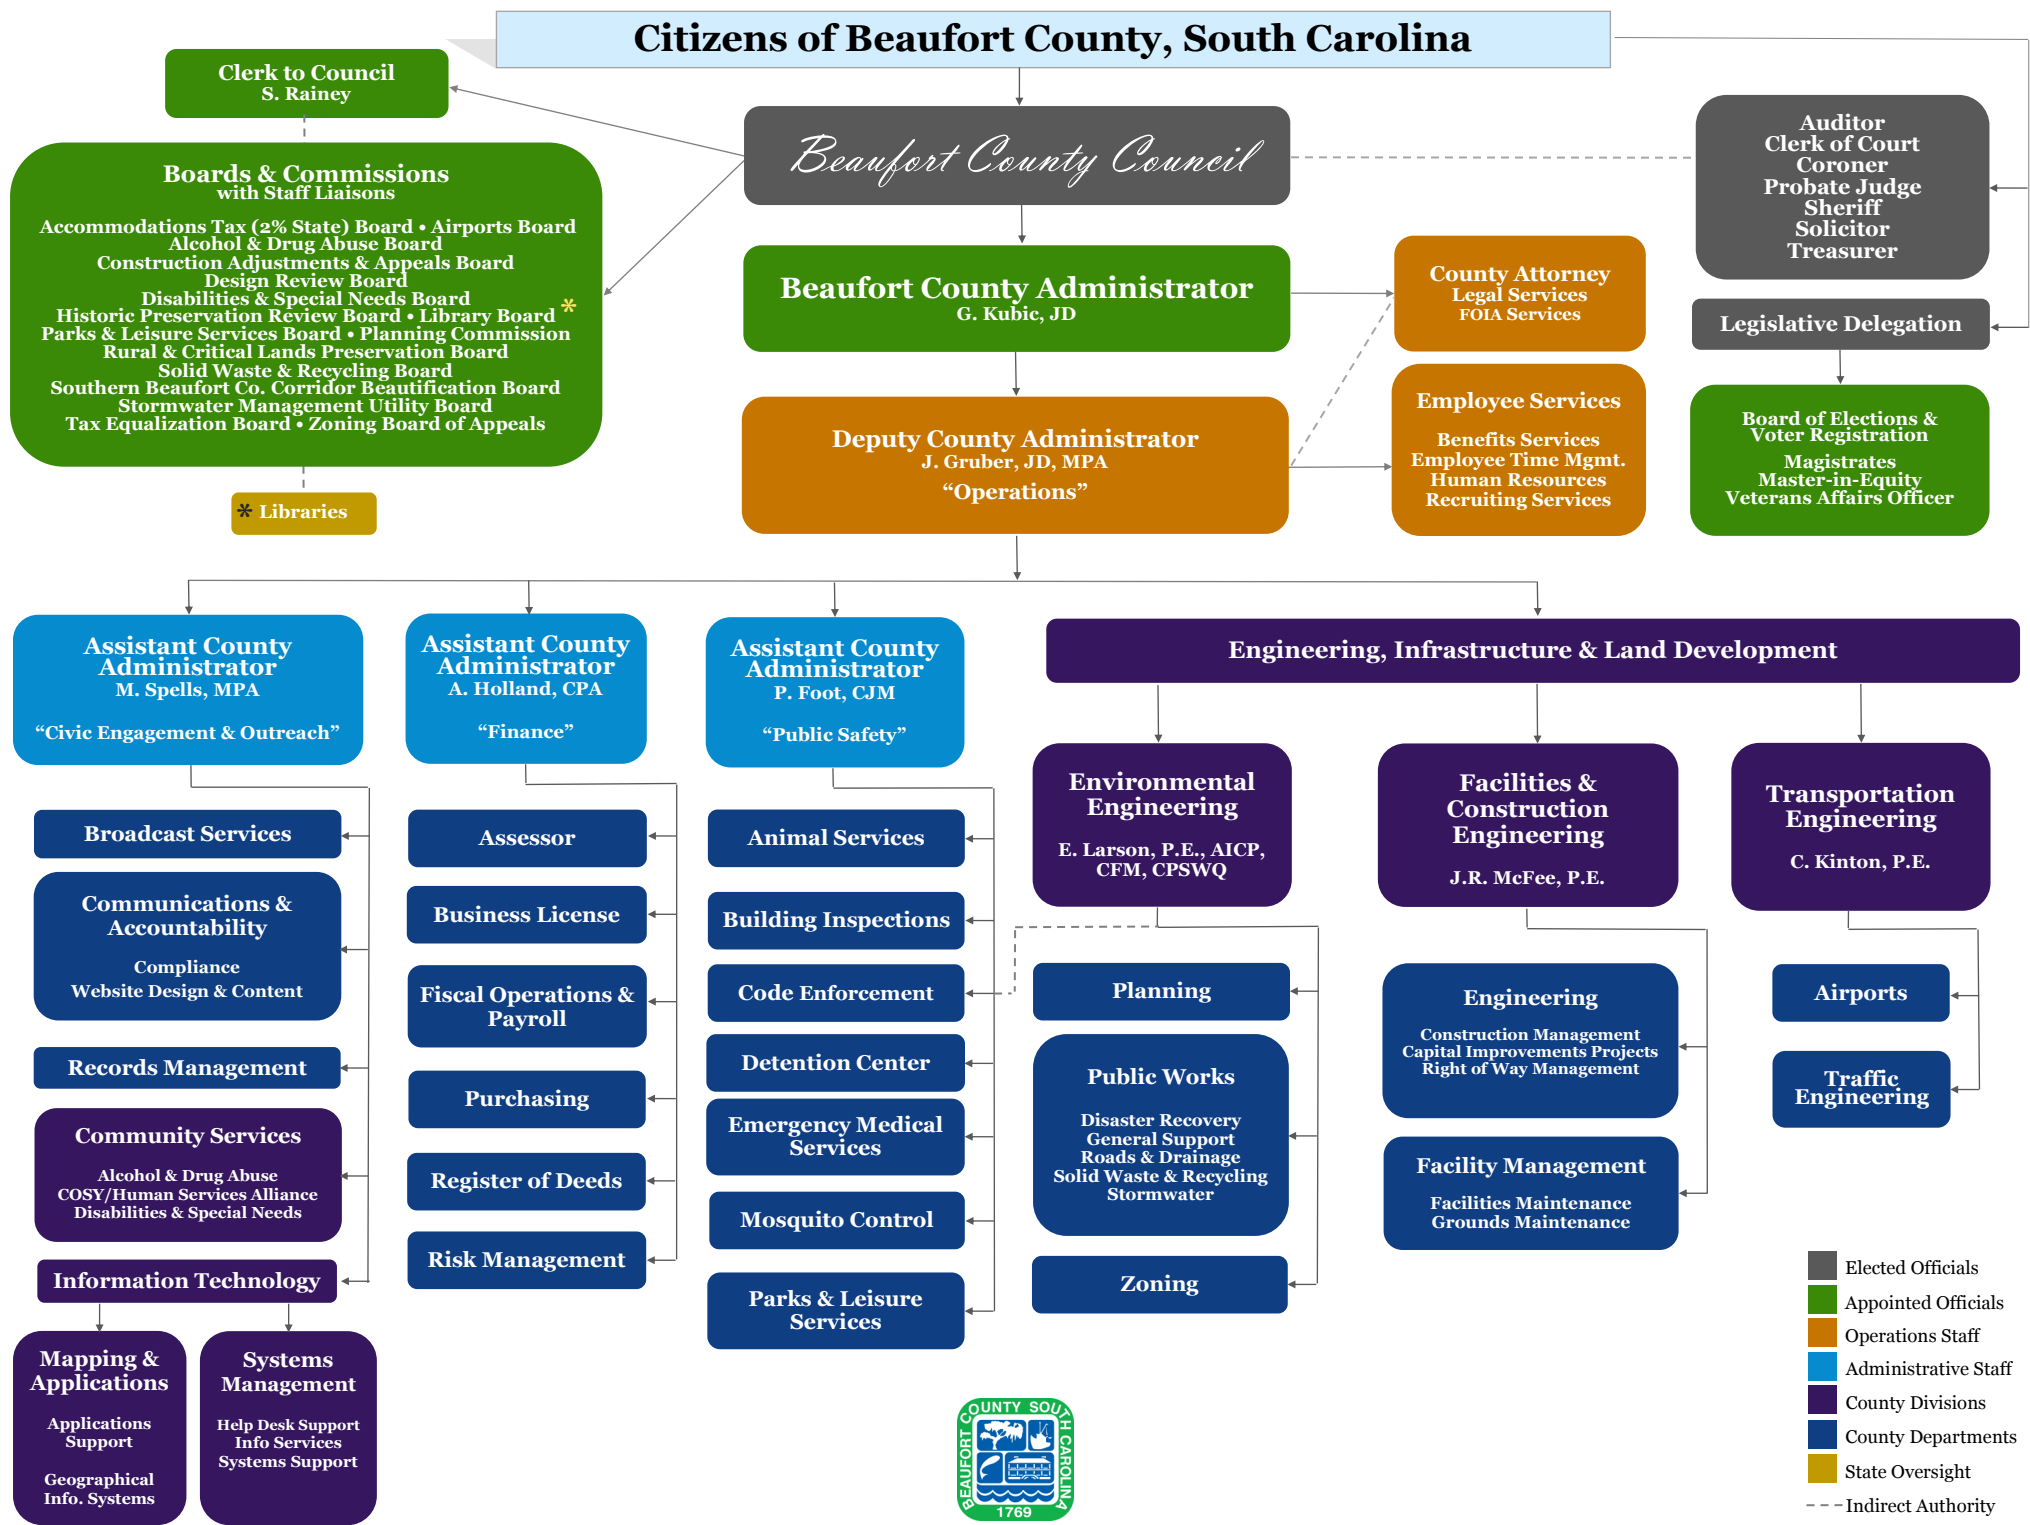 Citizens of Beaufort County, South Carolina
Clerk to Council
S. Rainey
Boards & Commissions
with Staff Liaisons
Accommodations Tax (2% State) Board • Airports Board
Alcohol & Drug Abuse Board
Construction Adjustments & Appeals Board
Design Review Board
Disabilities & Special Needs Board
Historic Preservation Review Board • Library Board *
Parks & Leisure Services Board • Planning Commission
Rural & Critical Lands Preservation Board
Solid Waste & Recycling Board
Southern Beaufort Co. Corridor Beautification Board
Stormwater Management Utility Board
Tax Equalization Board • Zoning Board of Appeals
* Libraries
Beaufort County Council
Beaufort County Administrator
G. Kubic, JD
Deputy County Administrator
J. Gruber, JD, MPA
“Operations”
County Attorney
Legal Services
FOIA Services
Employee Services
Benefits Services
Employee Time Mgmt.
Human Resources
Recruiting Services
Auditor
Clerk of Court
Coroner
Probate Judge
Sheriff
Solicitor
Treasurer
Legislative Delegation
Board of Elections &
Voter Registration
Magistrates
Master-in-Equity
Veterans Affairs Officer
Assistant County
Administrator
M. Spells, MPA
“Civic Engagement & Outreach”
Broadcast Services
Communications &
Accountability
Compliance
Website Design & Content
Records Management
Community Services
Alcohol & Drug Abuse
COSY/Human Services Alliance
Disabilities & Special Needs
Information Technology
Mapping &
Applications
Applications
Support
Geographical
Info. Systems
Systems
Management
Help Desk Support
Info Services
Systems Support
Assistant County
Administrator
A. Holland, CPA
“Finance”
Assessor
Business License
Fiscal Operations &
Payroll
Purchasing
Register of Deeds
Risk Management
Assistant County
Administrator
P. Foot, CJM
“Public Safety”
Animal Services
Building Inspections
Code Enforcement
Detention Center
Emergency Medical
Services
Mosquito Control
Parks & Leisure
Services
Engineering, Infrastructure & Land Development
Environmental
Engineering
E. Larson, P.E., AICP,
CFM, CPSWQ
Planning
Public Works
Disaster Recovery
General Support
Roads & Drainage
Solid Waste & Recycling
Stormwater
Zoning
Facilities &
Construction
Engineering
J.R. McFee, P.E.
Engineering
Construction Management
Capital Improvements Projects
Right of Way Management
Facility Management
Facilities Maintenance
Grounds Maintenance
Transportation
Engineering
C. Kinton, P.E.
Airports
Traffic
Engineering
Elected Officials
Appointed Officials
Operations Staff
Administrative Staff
County Divisions
County Departments
State Oversight
Indirect Authority
BEAUFORT COUNTY SOUTH CAROLINA
1769